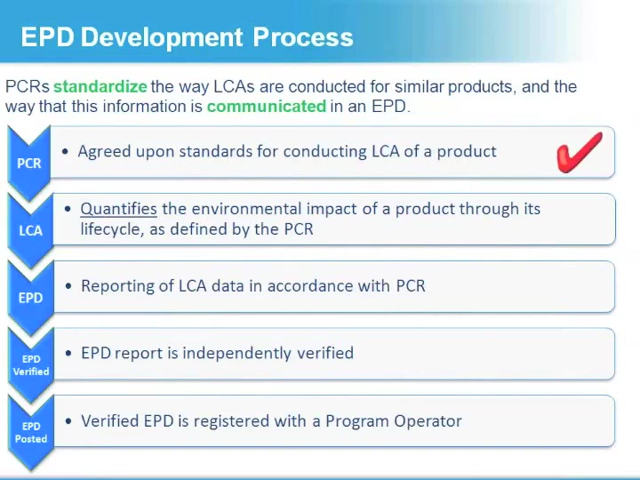 EPD Development Process
PCRs standardize the way LCAs are conducted for similar products, and the
way that this information is communicated in an EPD.
PCR
• Agreed upon standards for conducting LCA of a product
LCA
• Quantifies the environmental impact of a product through its
lifecycle, as defined by the PCR
EPD
• Reporting of LCA data in accordance with PCR
EPD
Verified
• EPD report is independently verified
EPD
Posted
• Verified EPD is registered with a Program Operator